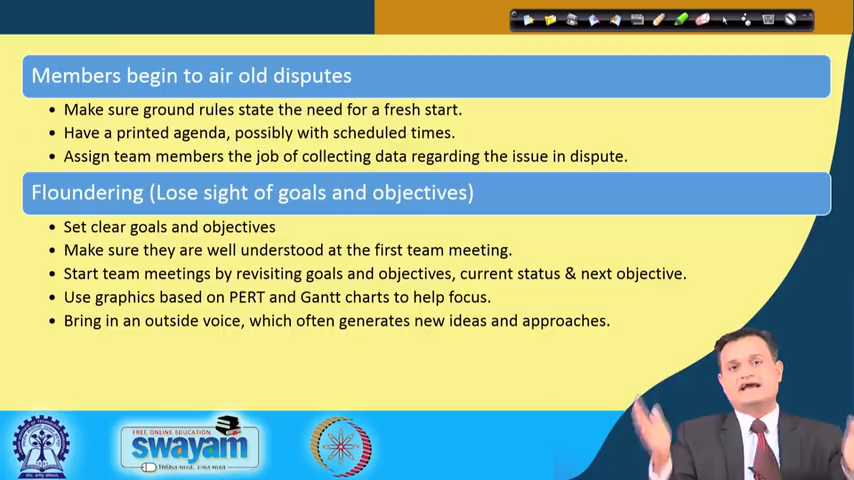 Members begin to air old disputes
• Make sure ground rules state the need for a fresh start.
• Have a printed agenda, possibly with scheduled times.
• Assign team members the job of collecting data regarding the issue in dispute.
Floundering (Lose sight of goals and objectives)
• Set clear goals and objectives
• Make sure they are well understood at the first team meeting.
• Start team meetings by revisiting goals and objectives, current status & next objective.
• Use graphics based on PERT and Gantt charts to help focus.
• Bring in an outside voice, which often generates new ideas and approaches.
FREE ONLINE EDUCATION
swayam